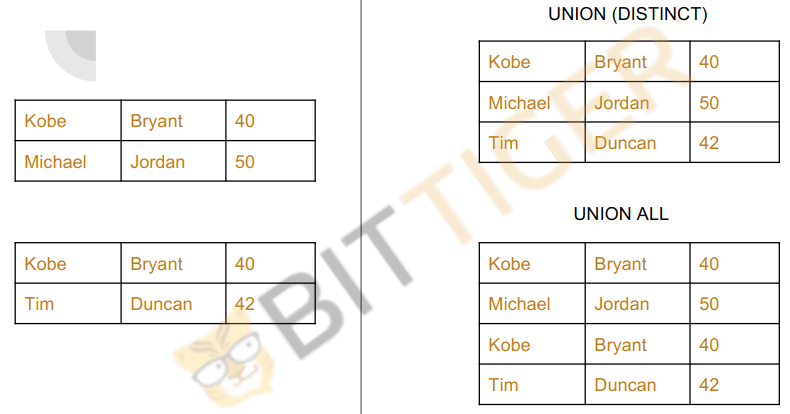 Kobe Bryant 40
Michael Jordan 50
Kobe Bryant 40
Tim Duncan 42
UNION (DISTINCT)
Kobe Bryant 40
Michael Jordan 50
Tim Duncan 42
UNION ALL
Kobe Bryant 40
Michael Jordan 50
Kobe Bryant 40
Tim Duncan 42
BITTIGER